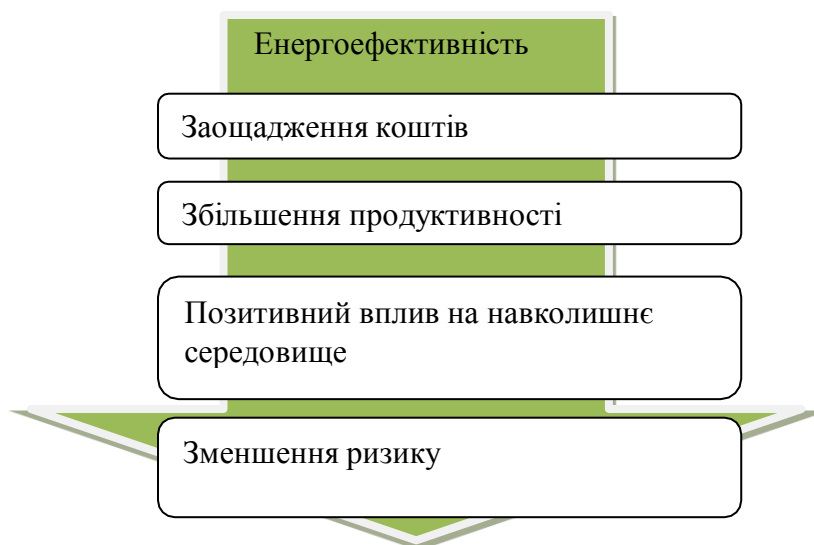 Енергоефективність
Заощадження коштів
Збільшення продуктивності
Позитивний вплив на навколишнє
середовище
Зменшення ризику